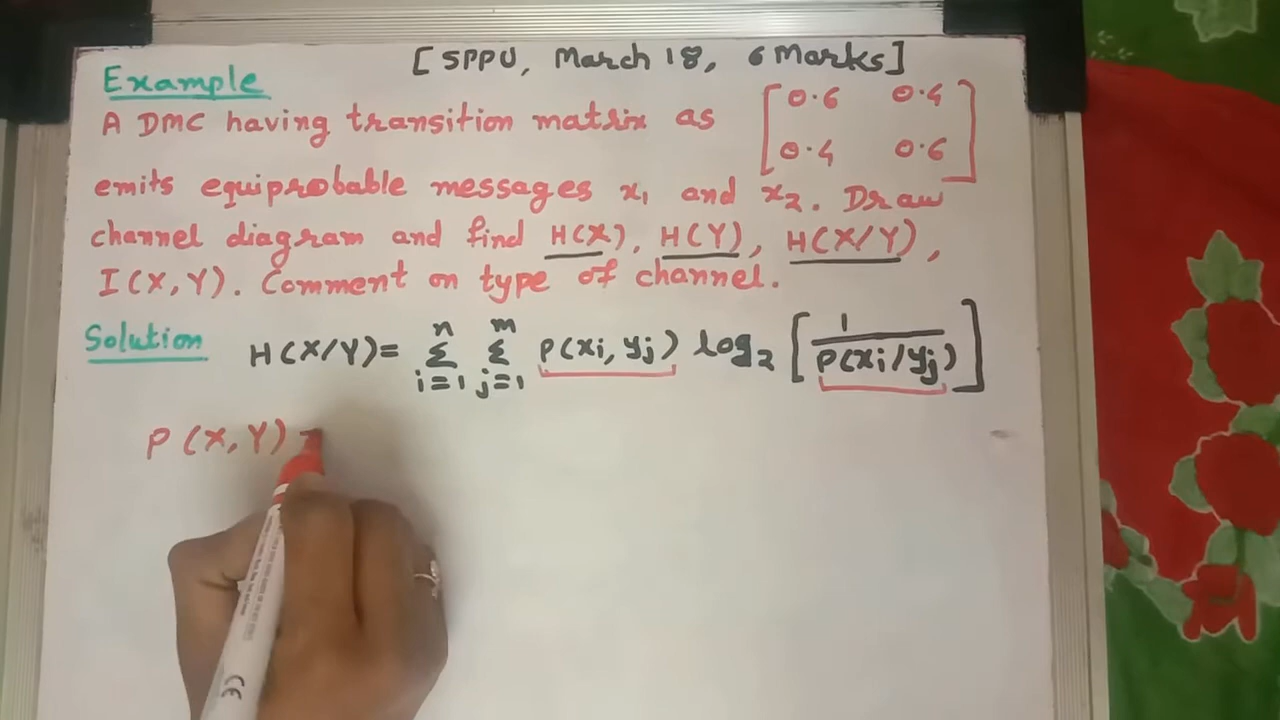 [SPPU, March 18, 6 Marks]
Example
A DMC having transition matrix as [0.6 0.4
0.4 0.6]
emits equiprobable messages x₁ and x₂. Draw
channel diagram and find H(X), H(Y), H(X/Y),
I(X,Y). Comment on type of channel.
Solution H(X/Y)= n Σ i=1 m Σ j=1 P(xi, yj) log₂ [1 / P(xi/yj)]
P(X,Y) =
CE